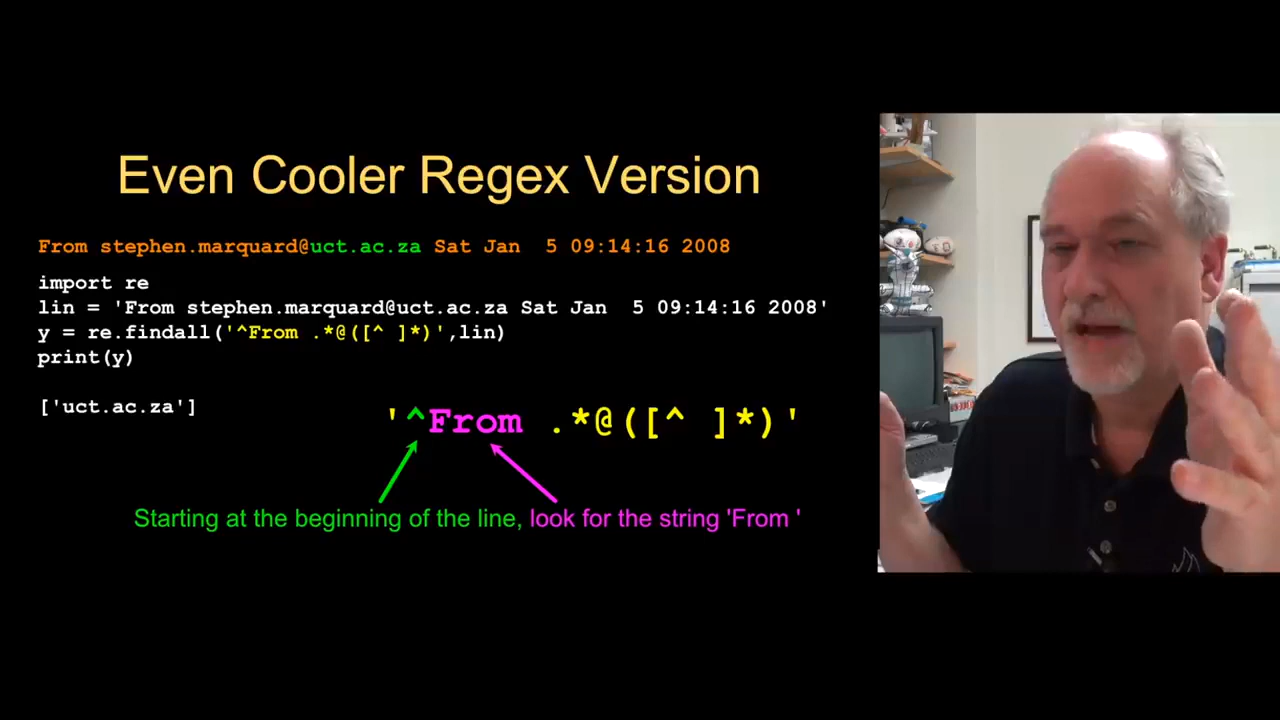 Even Cooler Regex Version
From stephen.marquard@uct.ac.za Sat Jan  5 09:14:16 2008
import re
lin = 'From stephen.marquard@uct.ac.za Sat Jan  5 09:14:16 2008'
y = re.findall('^From .*@([^ ]*)',lin)
print(y)
['uct.ac.za']
'^From .*@([^ ]*)'
Starting at the beginning of the line, look for the string 'From '